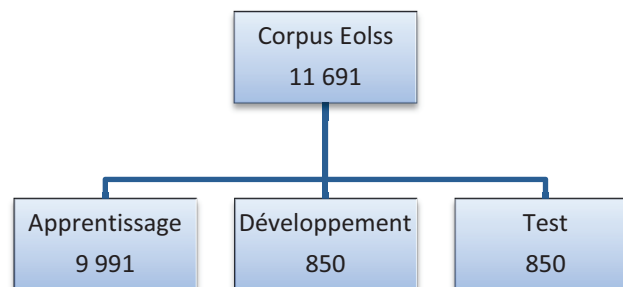 Corpus Eolss
11 691
Apprentissage
9 991
Développement
850
Test
850